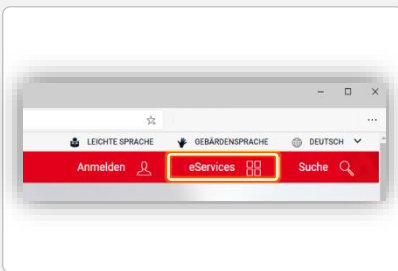 LEICHTE SPRACHE GEBÄRDENSPRACHE DEUTSCH
Anmelden eServices Suche